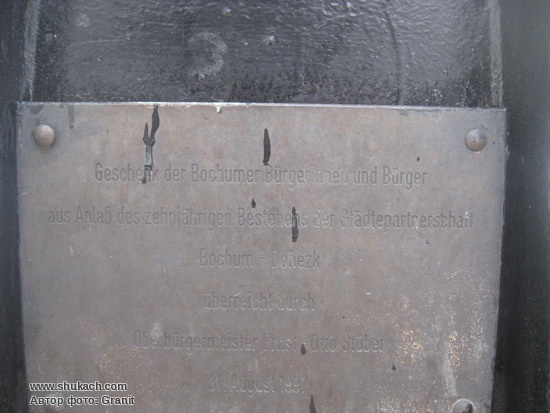 Geschenk der Bochumer Bürgerinnen und Bürger
aus Anlaß des zehnjährigen Bestehens der Städtepartnerschaft
Bochum - Donezk
überreicht durch
Oberbürgermeister Otto Stüber
August
www.shukach.com
Автор фото: Granit